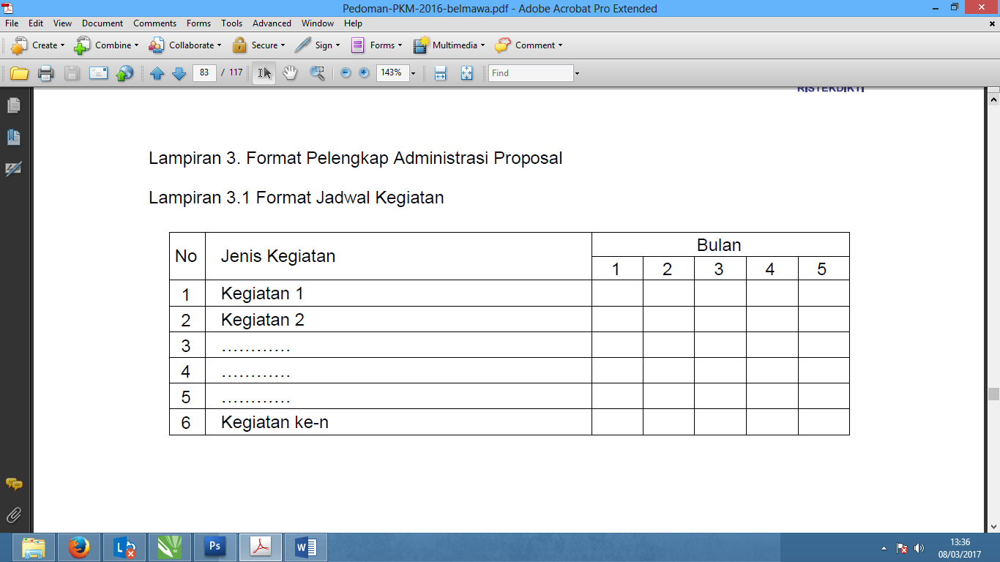 Pedoman-PKM-2016-belmawa.pdf - Adobe Acrobat Pro Extended
File Edit View Document Comments Forms Tools Advanced Window Help
Create Combine Collaborate Secure Sign Forms Multimedia Comment
83 / 117 143% Find
RISTEKDIKTI
Lampiran 3. Format Pelengkap Administrasi Proposal
Lampiran 3.1 Format Jadwal Kegiatan
No Jenis Kegiatan Bulan
1 2 3 4 5
1 Kegiatan 1
2 Kegiatan 2
3 …………
4 …………
5 …………
6 Kegiatan ke-n
13:36
08/03/2017